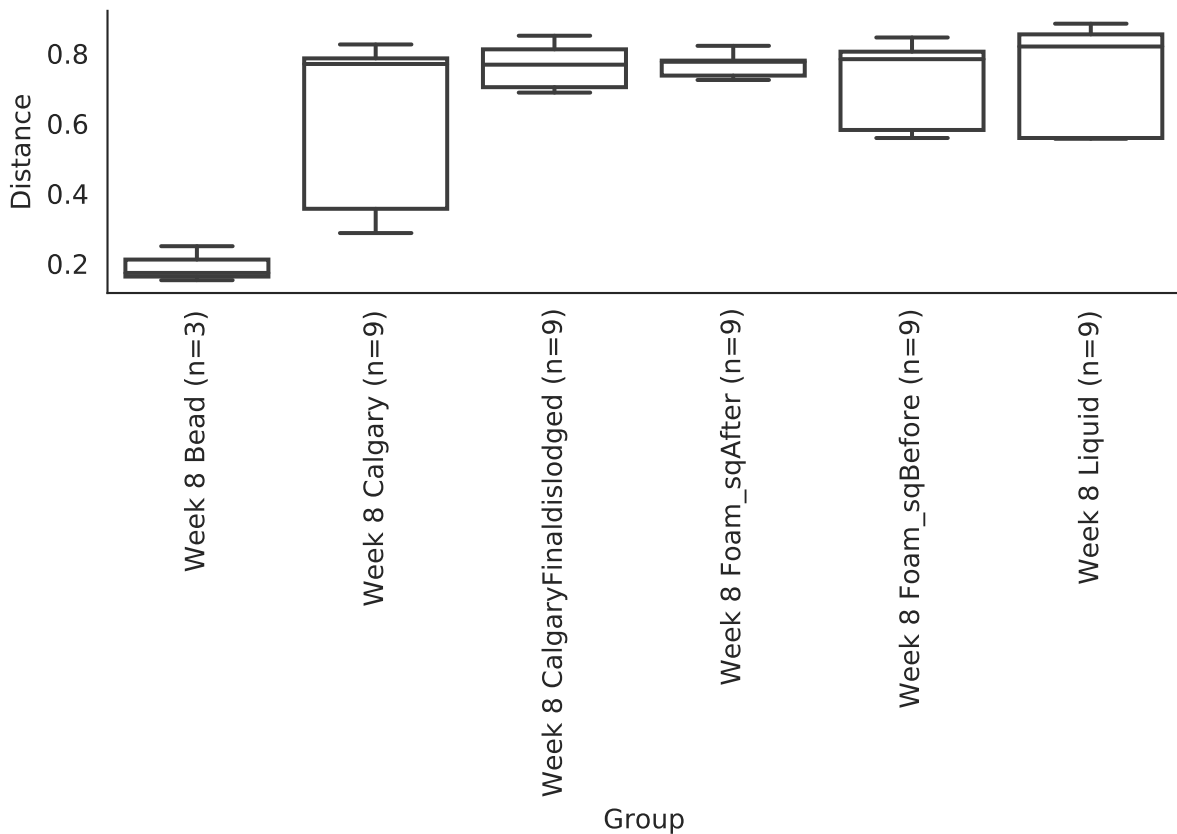 Distance
0.8
0.6
0.4
0.2
Week 8 Bead (n=3)
Week 8 Calgary (n=9)
Week 8 CalgaryFinaldislodged (n=9)
Week 8 Foam_sqAfter (n=9)
Week 8 Foam_sqBefore (n=9)
Week 8 Liquid (n=9)
Group